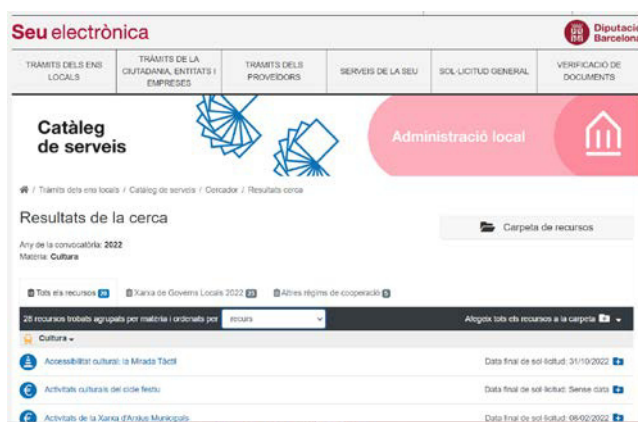 Seu electrònica
Diputació
Barcelona
TRÀMITS DELS ENS
LOCALS
TRÀMITS DE LA
CIUTADANIA, ENTITATS I
EMPRESES
TRÀMITS DELS
PROVEÏDORS
SERVEIS DE LA SEU
SOL·LICITUD GENERAL
VERIFICACIÓ DE
DOCUMENTS
Catàleg
de serveis
Administració local
/ Tràmits dels ens locals / Catàleg de serveis / Cercador / Resultats cerca
Resultats de la cerca
Carpeta de recursos
Any de la convocatòria: 2022
Matèria: Cultura
Tots els recursos 28
Xarxa de Governs Locals 2022 23
Altres règims de cooperació 5
28 recursos trobats agrupats per matèria i ordenats per recurs
Afegeix tots els recursos a la carpeta
Cultura
Accessibilitat cultural: la Mirada Tàctil
Data final de sol·licitud: 31/10/2022
Activitats culturals del cicle festiu
Data final de sol·licitud: Sense data
Activitats de la Xarxa d'Arxius Municipals
Data final de sol·licitud: 08/02/2022